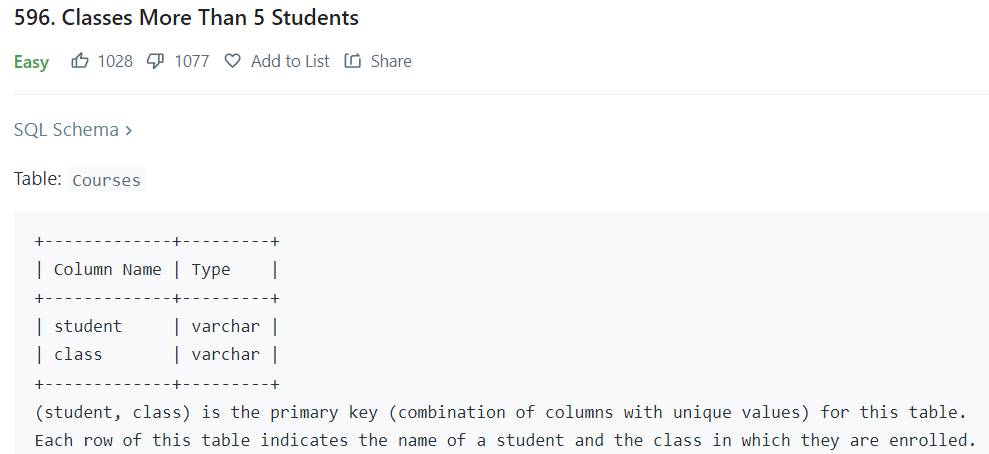 596. Classes More Than 5 Students
Easy 1028 1077 Add to List Share
SQL Schema >
Table: Courses
+-------------+---------+
| Column Name | Type    |
+-------------+---------+
| student     | varchar |
| class       | varchar |
+-------------+---------+
(student, class) is the primary key (combination of columns with unique values) for this table.
Each row of this table indicates the name of a student and the class in which they are enrolled.